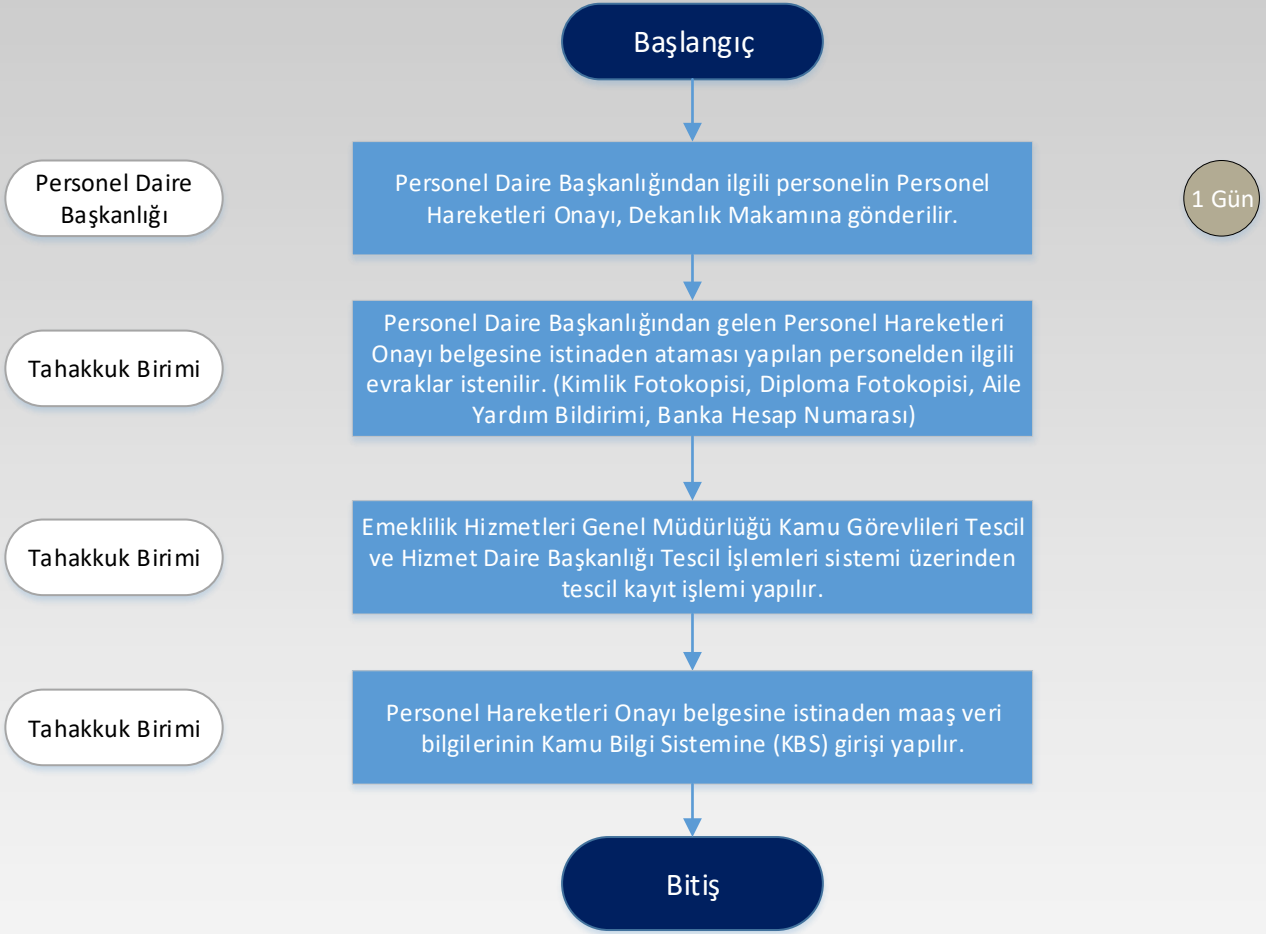 Başlangıç
Personel Daire
Başkanlığı
Personel Daire Başkanlığından ilgili personelin Personel
Hareketleri Onayı, Dekanlık Makamına gönderilir.
1 Gün
Tahakkuk Birimi
Personel Daire Başkanlığından gelen Personel Hareketleri
Onayı belgesine istinaden ataması yapılan personelden ilgili
evraklar istenilir. (Kimlik Fotokopisi, Diploma Fotokopisi, Aile
Yardım Bildirimi, Banka Hesap Numarası)
Tahakkuk Birimi
Emeklilik Hizmetleri Genel Müdürlüğü Kamu Görevlileri Tescil
ve Hizmet Daire Başkanlığı Tescil İşlemleri sistemi üzerinden
tescil kayıt işlemi yapılır.
Tahakkuk Birimi
Personel Hareketleri Onayı belgesine istinaden maaş veri
bilgilerinin Kamu Bilgi Sistemine (KBS) girişi yapılır.
Bitiş